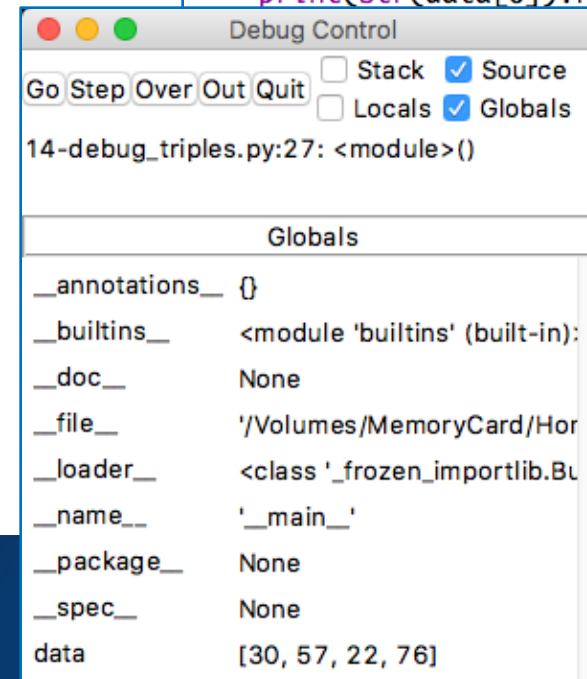 Debug Control
Go Step Over Out Quit Stack Source
Locals Globals
14-debug_triples.py:27: <module>()
Globals
__annotations__ {}
__builtins__ <module 'builtins' (built-in)>
__doc__ None
__file__ '/Volumes/MemoryCard/Hor
__loader__ <class '_frozen_importlib.Bu
__name__ '__main__'
__package__ None
__spec__ None
data [30, 57, 22, 76]